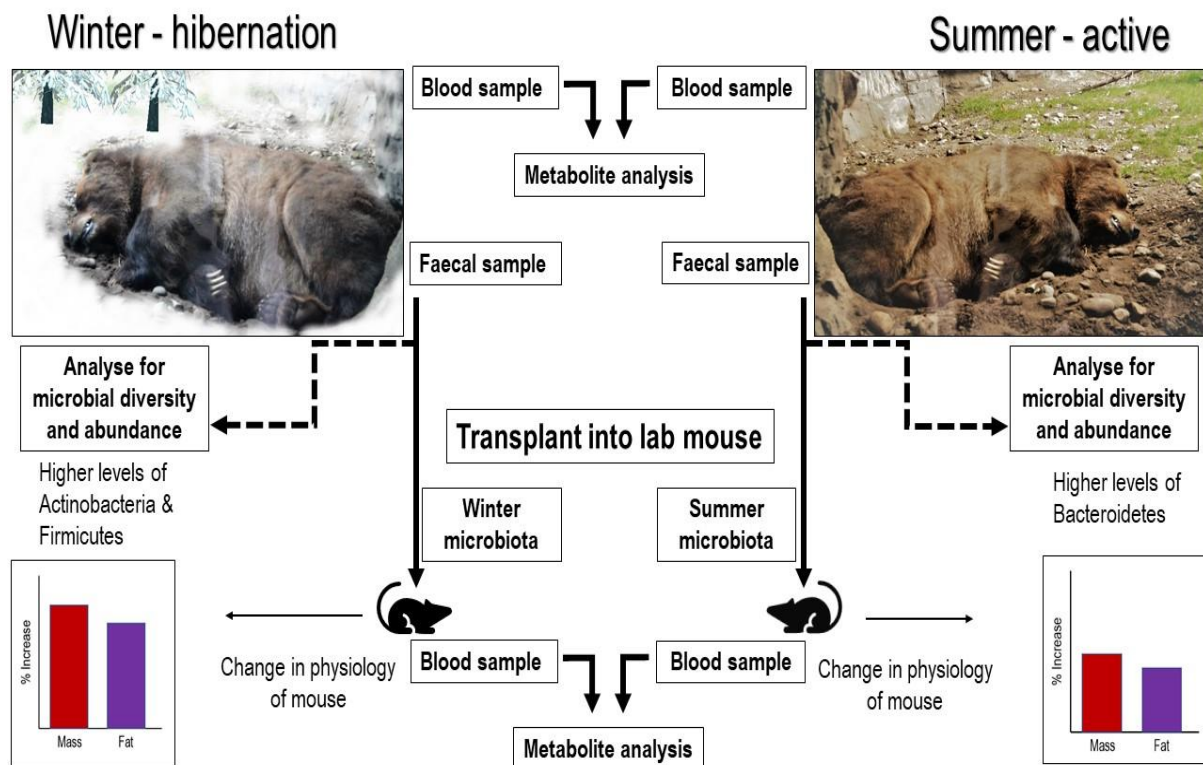 Winter - hibernation
Summer - active
Blood sample
Blood sample
Metabolite analysis
Faecal sample
Faecal sample
Analyse for
microbial diversity
and abundance
Analyse for
microbial diversity
and abundance
Transplant into lab mouse
Higher levels of
Actinobacteria &
Firmicutes
Higher levels of
Bacteroidetes
Winter
microbiota
Summer
microbiota
% Increase
Mass
Fat
Change in physiology
of mouse
Blood sample
Blood sample
Change in physiology
of mouse
Metabolite analysis
% Increase
Mass
Fat